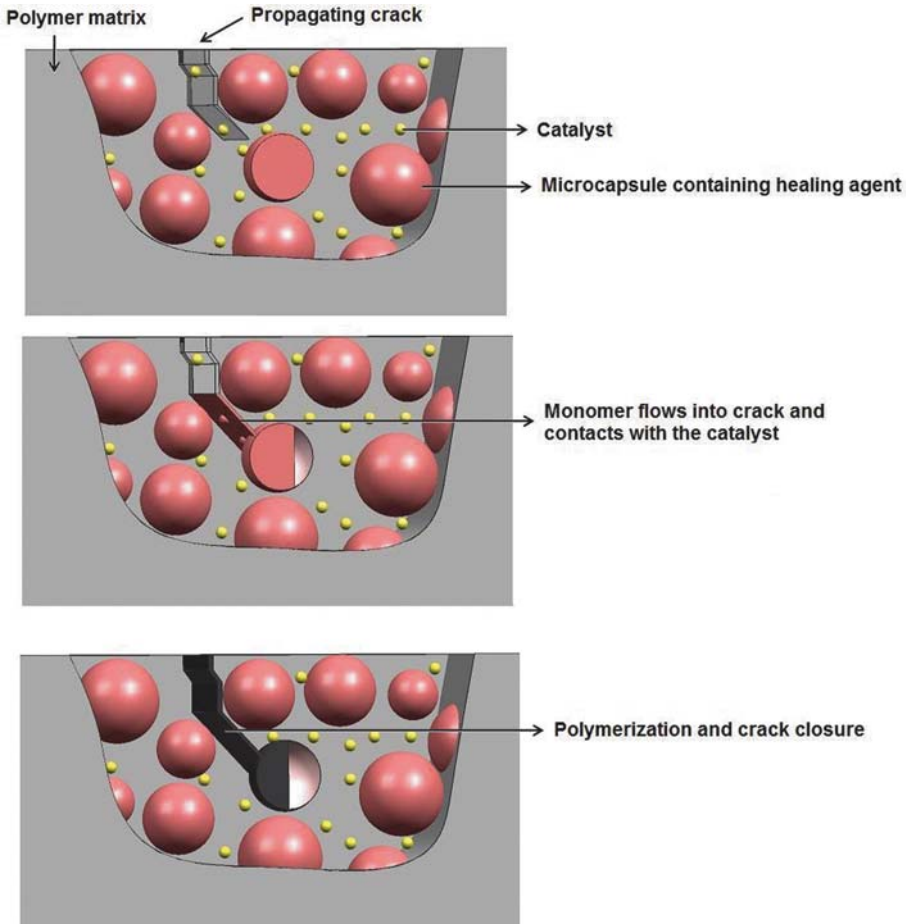 Propagating crack
Polymer matrix
Catalyst
Microcapsule containing healing agent
Monomer flows into crack and
contacts with the catalyst
Polymerization and crack closure